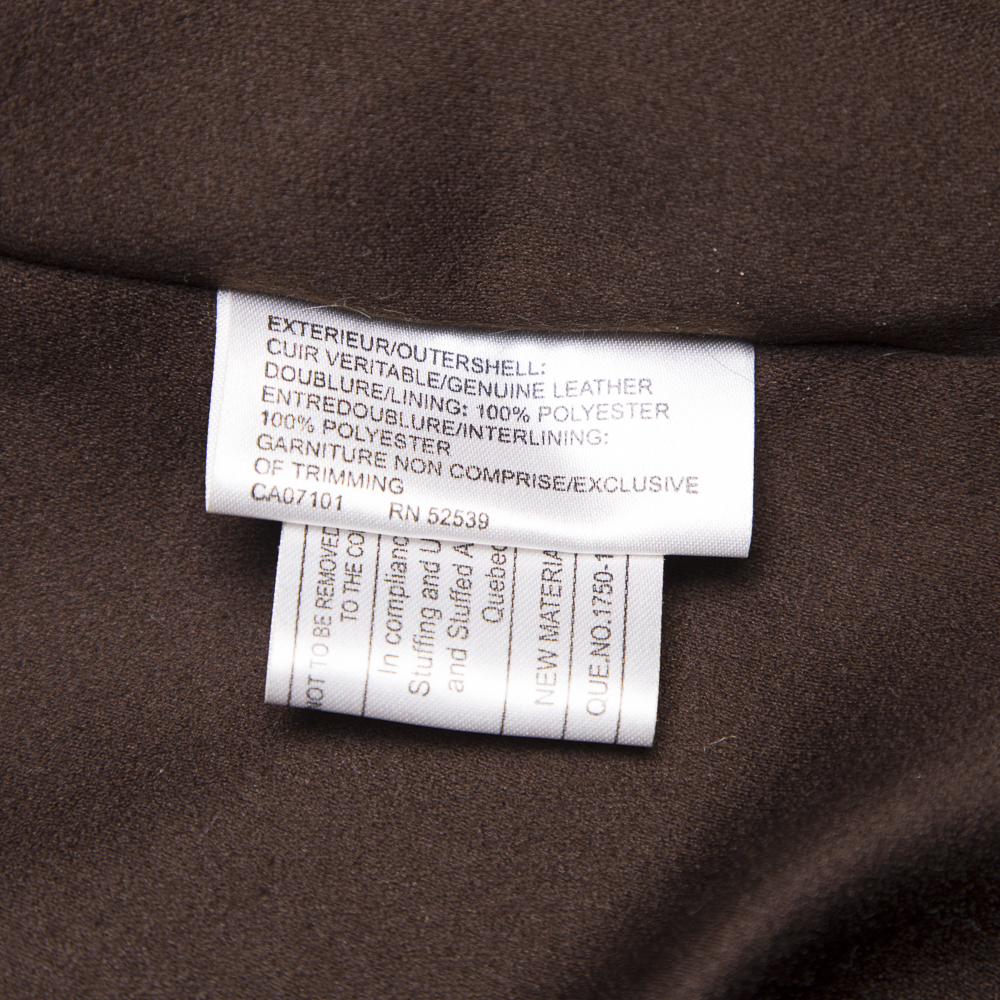 EXTERIEUR/OUTERSHELL:
CUIR VERITABLE/GENUINE LEATHER
DOUBLURE/LINING: 100% POLYESTER
ENTREDOUBLURE/INTERLINING:
100% POLYESTER
GARNITURE NON COMPRISE/EXCLUSIVE
OF TRIMMING
CA07101 RN 52539
NOT TO BE REMOVED
TO THE CO
In complianc
Stuffing and U
and Stuffed A
Quebec
NEW MATERIA
QUE.NO.1750-1